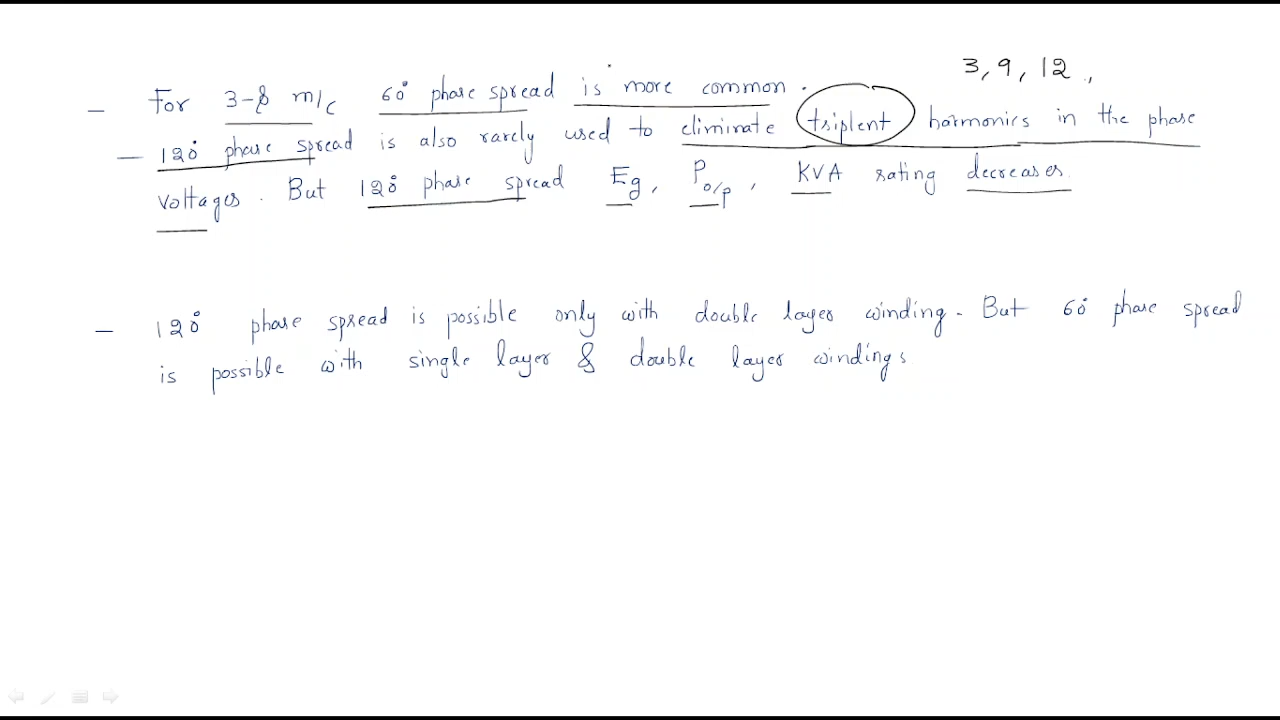 3, 9, 12 .,
– For 3-ϕ m/c 60° phase spread is more common.
– 120° phase spread is also rarely used to eliminate triplent harmonics in the phase
voltages. But 120° phase spread Eg, Po/p, KVA rating decreases.
– 120° phase spread is possible only with double layer winding. But 60° phase spread
is possible with single layer & double layer windings